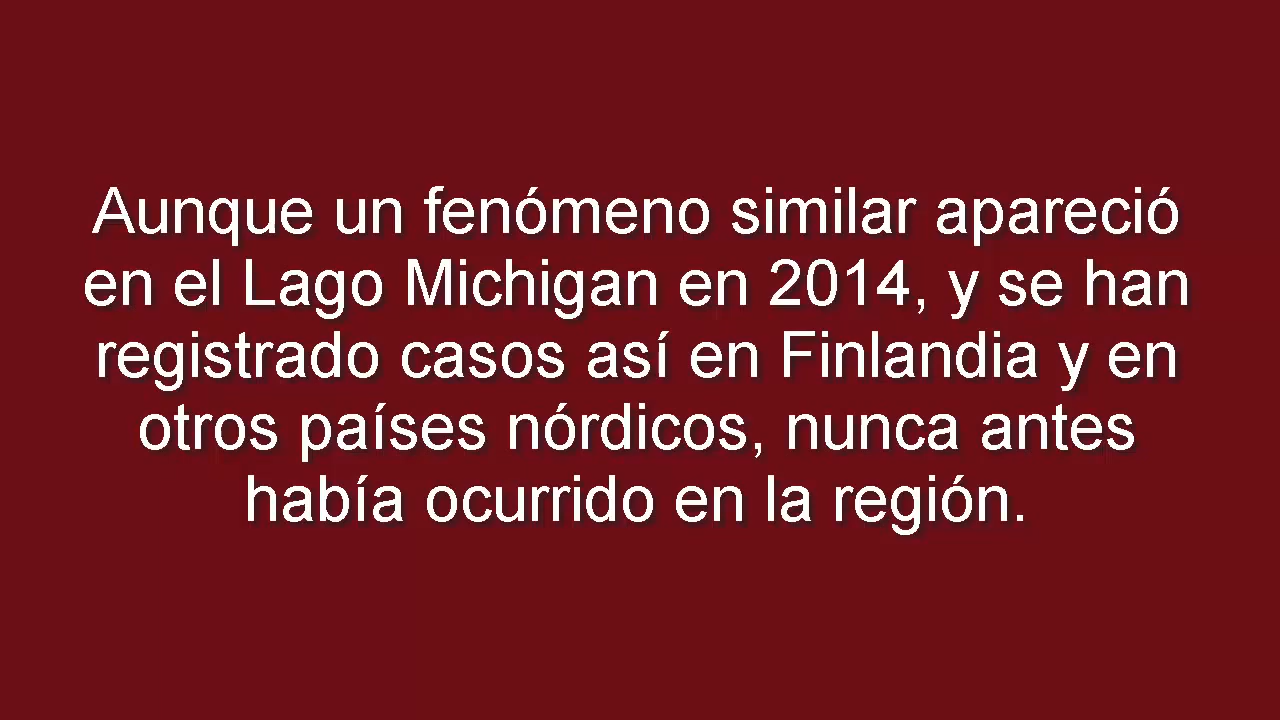 Aunque un fenómeno similar apareció
en el Lago Michigan en 2014, y se han
registrado casos así en Finlandia y en
otros países nórdicos, nunca antes
había ocurrido en la región.